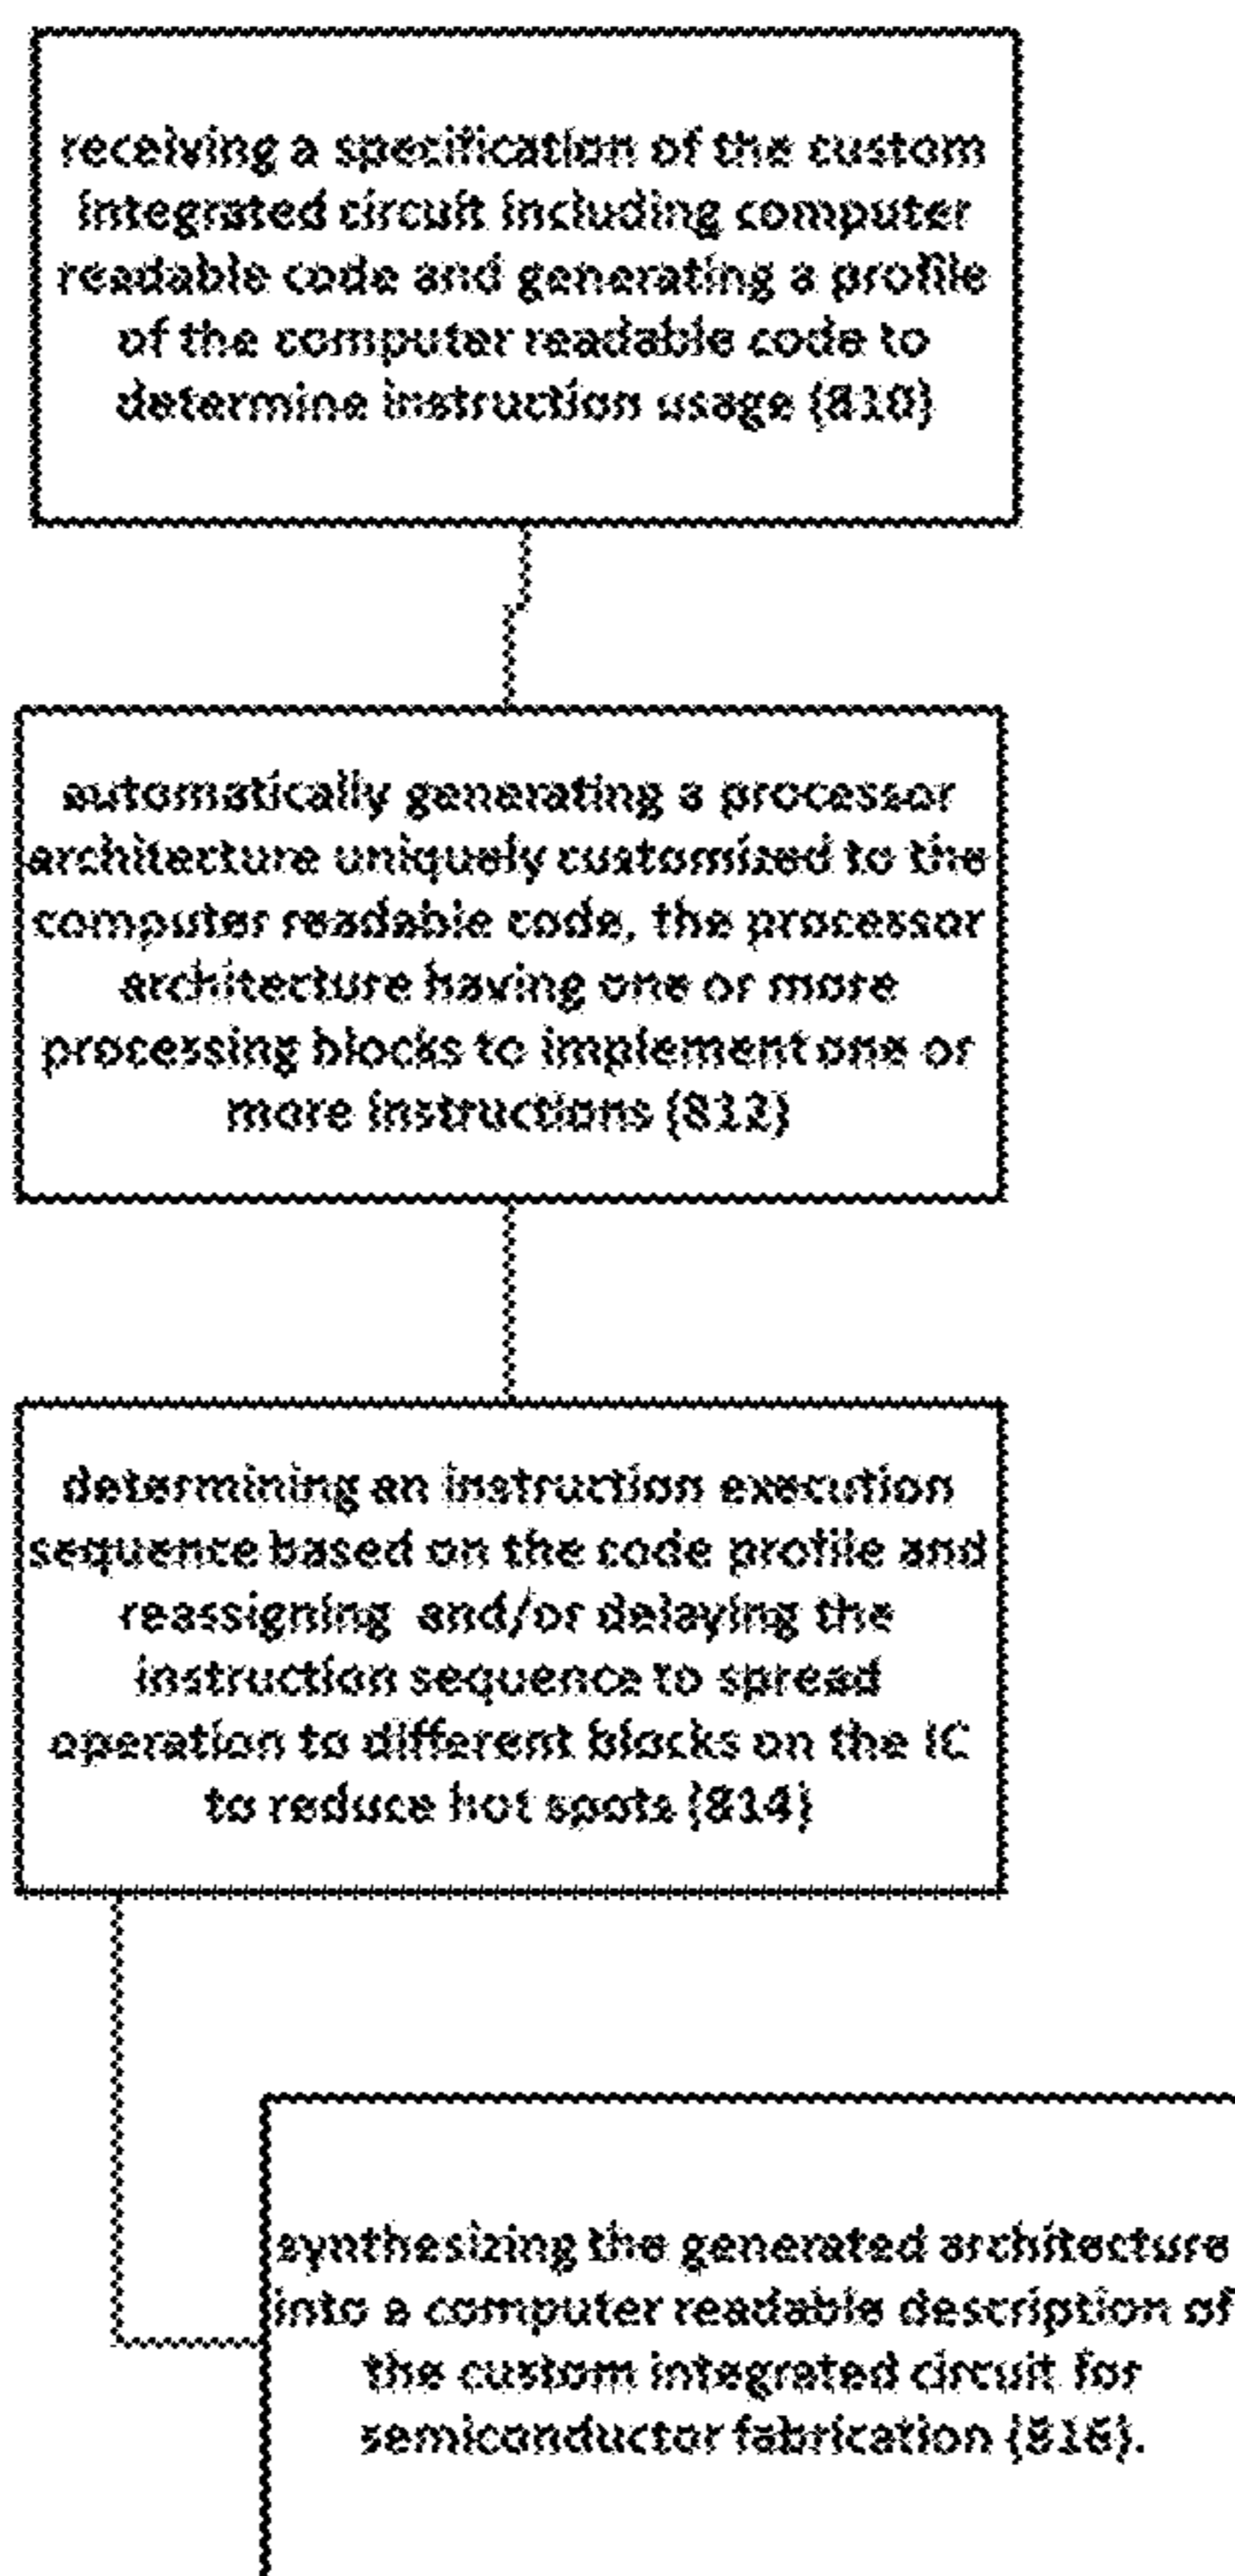 receiving a specification of the custom
integrated circuit including computer
readable code and generating a profile
of the computer readable code to
determine instruction usage (810)
automatically generating a processor
architecture uniquely customized to the
computer readable code, the processor
architecture having one or more
processing blocks to implement one or
more instructions (812)
determining an instruction execution
sequence based on the code profile and
reassigning and/or delaying the
instruction sequence to spread
operation to different blocks on the IC
to reduce hot spots (814)
synthesizing the generated architecture
into a computer readable description of
the custom integrated circuit for
semiconductor fabrication (816).